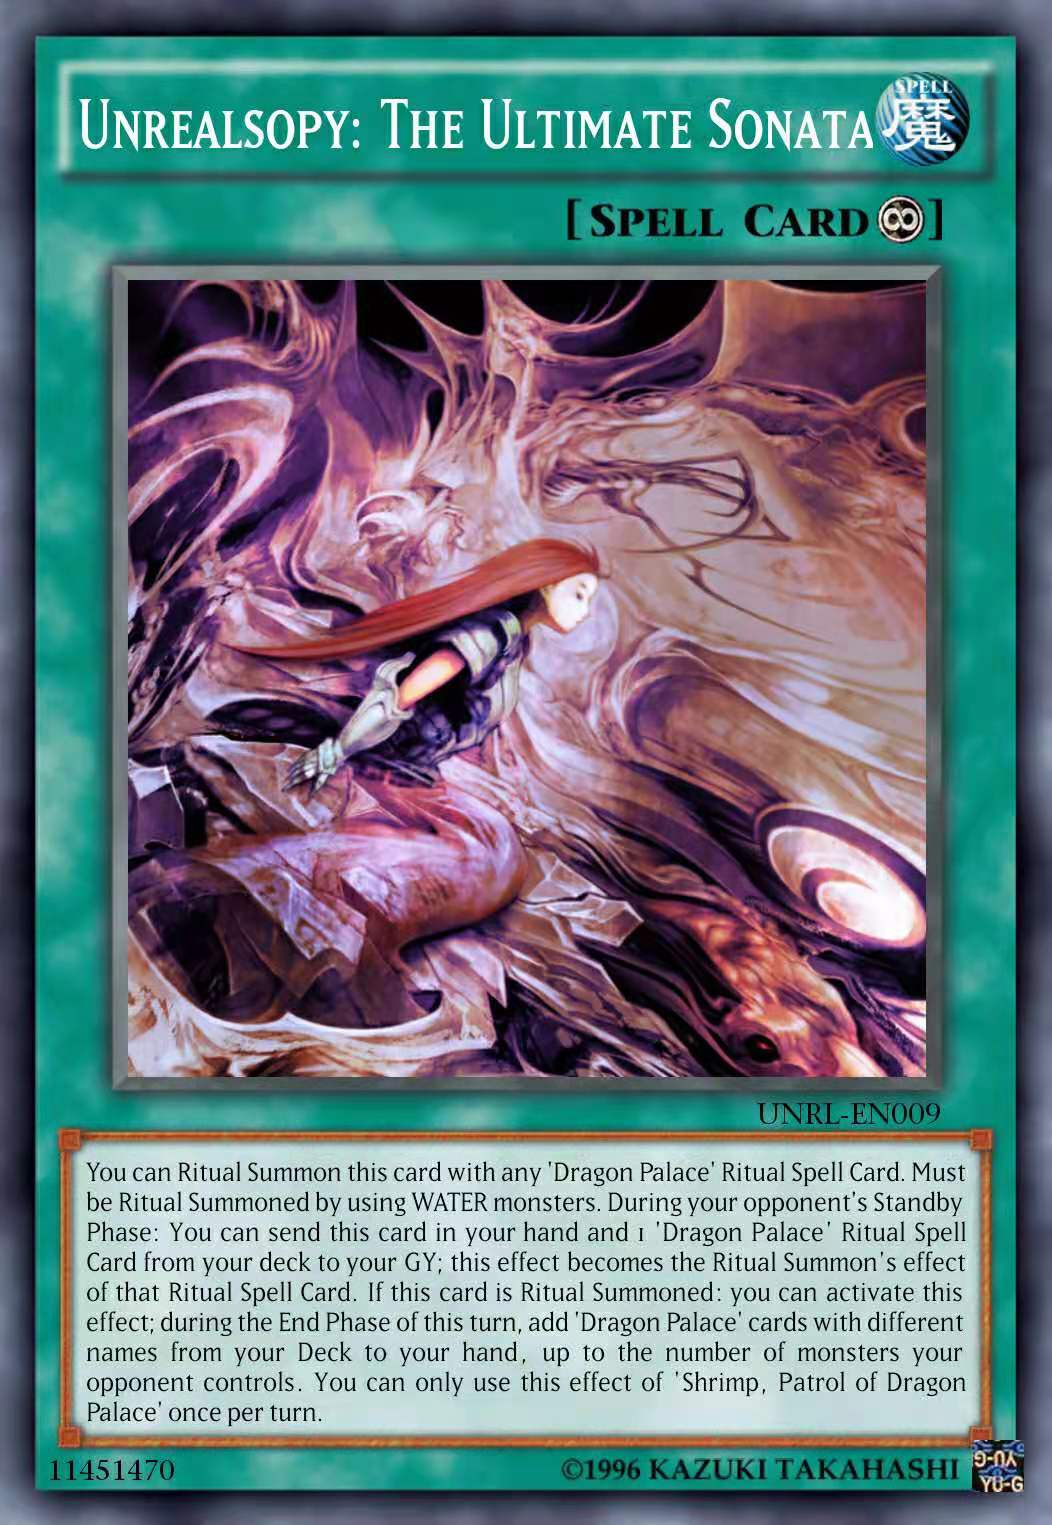 UNREALSOPY: THE ULTIMATE SONATA
SPELL
魔
[SPELL CARD]
UNRL-EN009
You can Ritual Summon this card with any 'Dragon Palace' Ritual Spell Card. Must
be Ritual Summoned by using WATER monsters. During your opponent's Standby
Phase: You can send this card in your hand and 1 'Dragon Palace' Ritual Spell
Card from your deck to your GY; this effect becomes the Ritual Summon's effect
of that Ritual Spell Card. If this card is Ritual Summoned: you can activate this
effect; during the End Phase of this turn, add 'Dragon Palace' cards with different
names from your Deck to your hand, up to the number of monsters your
opponent controls. You can only use this effect of 'Shrimp, Patrol of Dragon
Palace' once per turn.
11451470
©1996 KAZUKI TAKAHASHI
YU-G
YU-G